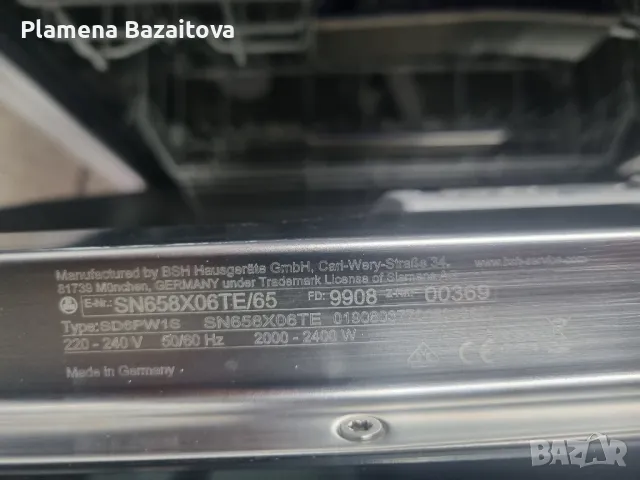 Plamena Bazaitova
Manufactured by BSH Hausgeräte GmbH, Carl-Wery-Straße 34,
81739 München, GERMANY under Trademark License of Siemens
E-Nr.: SN658X06TE/65 FD: 9908 Z-Nr.: 00369
Type: SD6PW1S SN658X06TE
220 - 240 V 50/60 Hz 2000 - 2400 W
Made in Germany
BAZAR